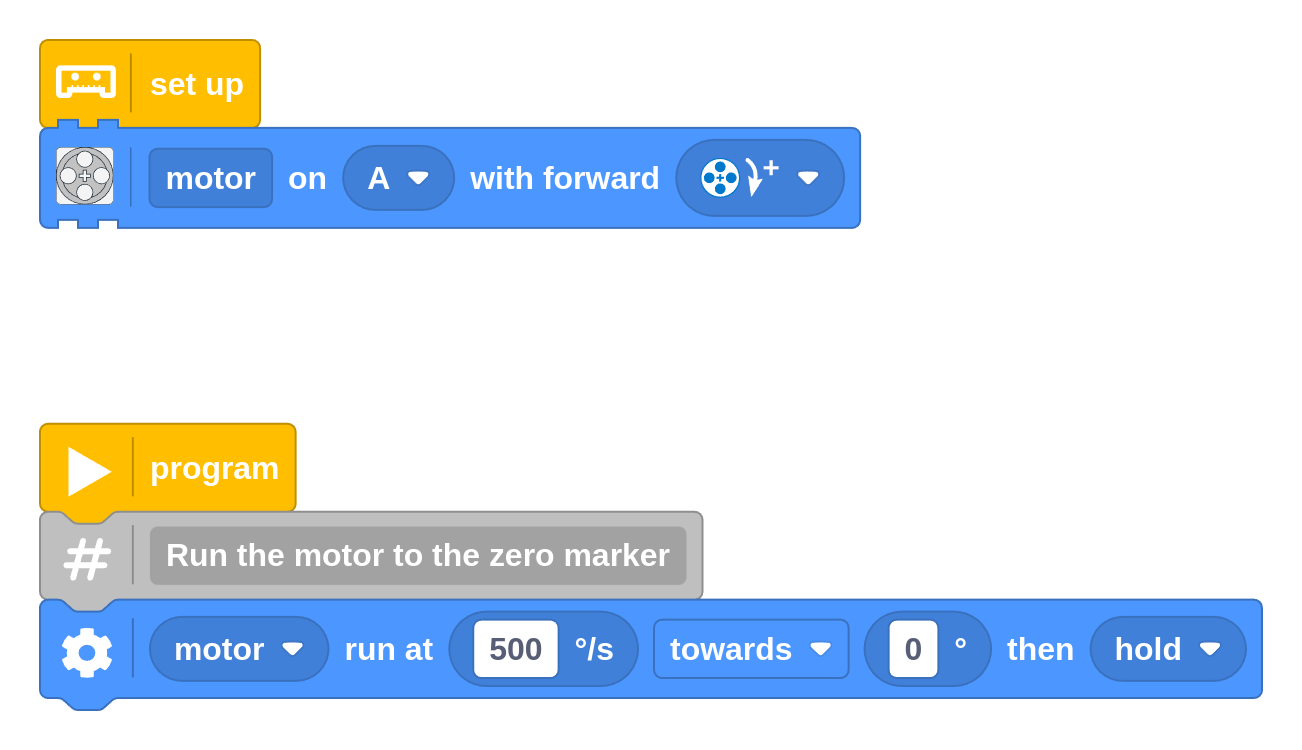 set up
motor on A with forward +
program
# Run the motor to the zero marker
motor run at 500 °/s towards 0 ° then hold